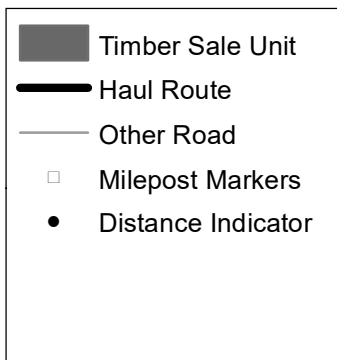 Timber Sale Unit
Haul Route
Other Road
Milepost Markers
Distance Indicator